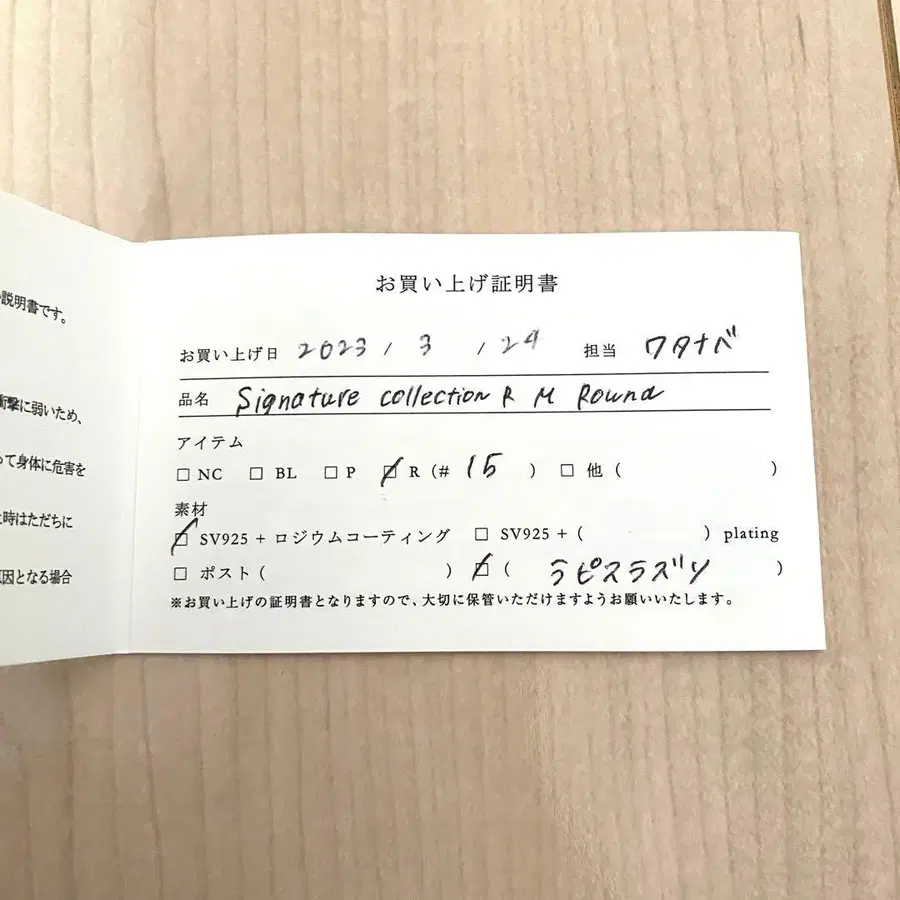 説明書です。
衝撃に弱いため、
って身体に危害を
時はただちに
原因となる場合
お買い上げ証明書
お買い上げ日 2023 / 3 / 24 担当 ワタナベ
品名 Signature collection R M Round
アイテム
☐ NC ☐ BL ☐ P ☑ R (# 15 ) ☐ 他 ( )
素材
☑ SV925 + ロジウムコーティング ☐ SV925 + ( ) plating
☐ ポスト ( ) ☑ ( ラピスラズリ )
※お買い上げの証明書となりますので、大切に保管いただけますようお願いいたします。